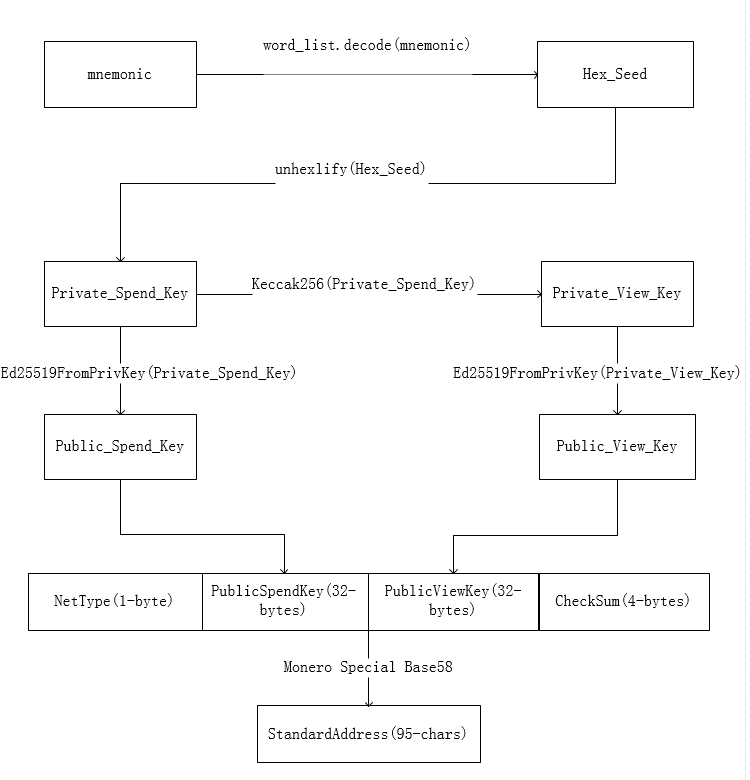 word_list.decode(mnemonic)
mnemonic
Hex_Seed
unhexlify(Hex_Seed)
Private_Spend_Key
Keccak256(Private_Spend_Key)
Private_View_Key
Ed25519FromPrivKey(Private_Spend_Key)
Ed25519FromPrivKey(Private_View_Key)
Public_Spend_Key
Public_View_Key
NetType(1-byte)
PublicSpendKey(32-
bytes)
PublicViewKey(32-
bytes)
CheckSum(4-bytes)
Monero Special Base58
StandardAddress(95-chars)